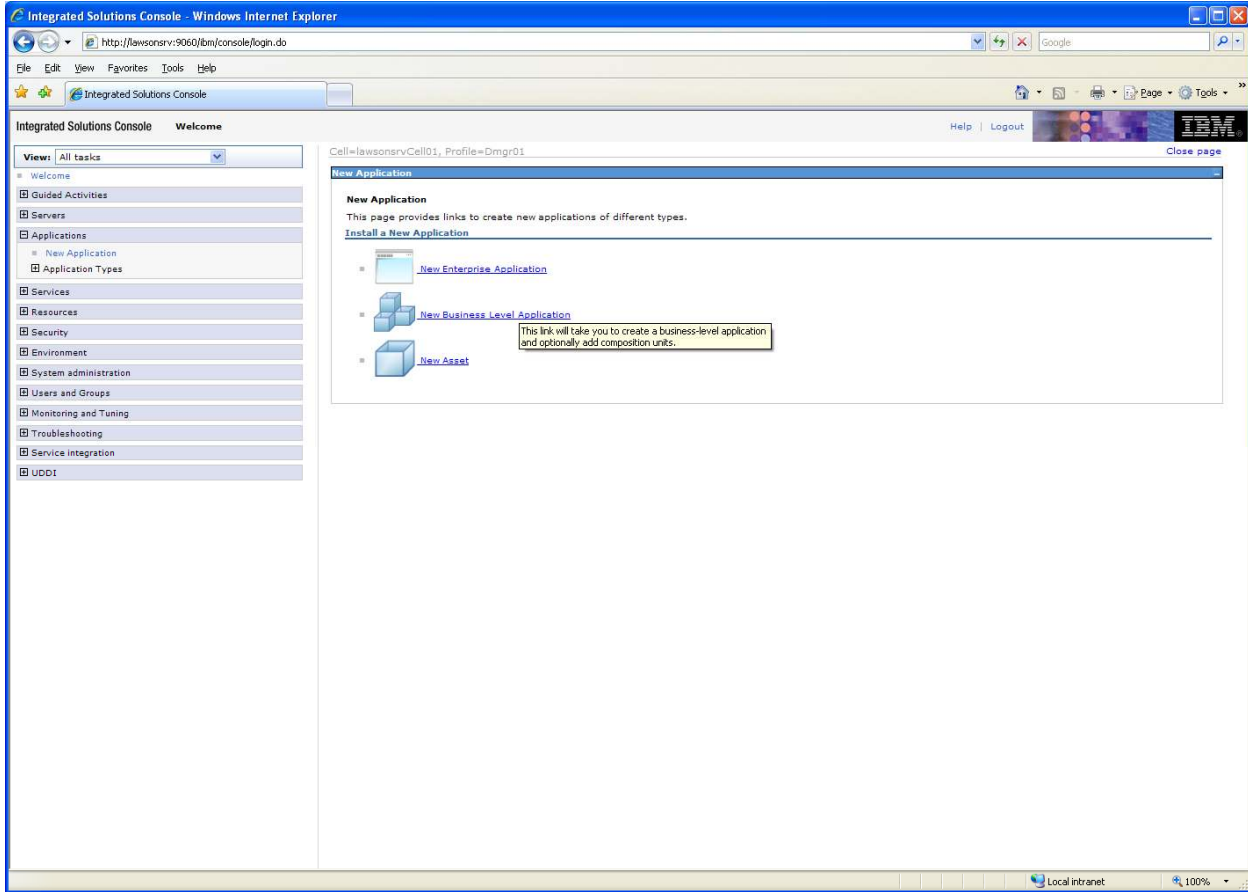 Integrated Solutions Console - Windows Internet Explorer
http://lawsonsrv:9060/ibm/console/login.do
Google
File Edit View Favorites Tools Help
Integrated Solutions Console
Page Tools »
Integrated Solutions Console Welcome
Help | Logout
IBM
View: All tasks
Welcome
Guided Activities
Servers
Applications
New Application
Application Types
Services
Resources
Security
Environment
System administration
Users and Groups
Monitoring and Tuning
Troubleshooting
Service integration
UDDI
Cell=lawsonsrvCell01, Profile=Dmgr01
Close page
New Application
New Application
This page provides links to create new applications of different types.
Install a New Application
New Enterprise Application
New Business Level Application
This link will take you to create a business-level application
and optionally add composition units.
New Asset
Local intranet
100%